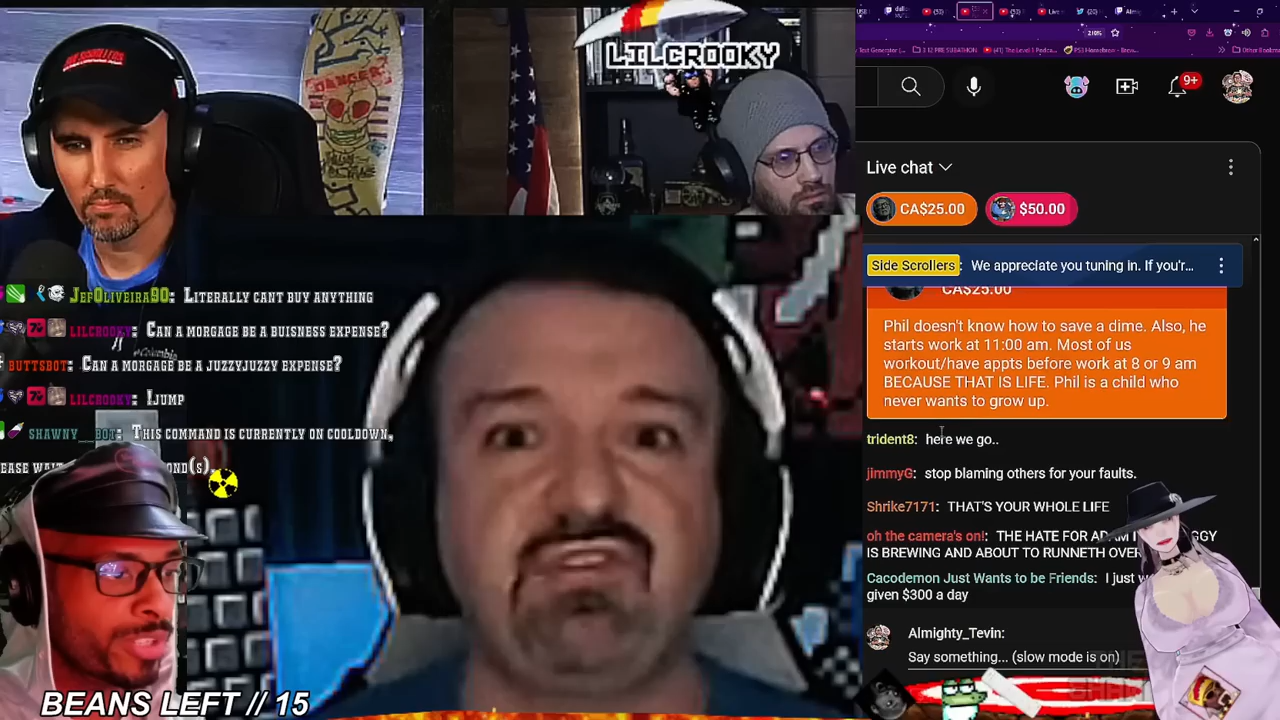 LILCROOKY
DANGER
JEFOLIVEIRA90: LITERALLY CANT BUY ANYTHING
LILCROOKY: CAN A MORGAGE BE A BUISNESS EXPENSE?
BUTTSBOT: CAN A MORGAGE BE A JUZZYJUZZY EXPENSE?
LILCROOKY: !JUMP
SHAWNY__BOT: THIS COMMAND IS CURRENTLY ON COOLDOWN,
BEANS LEFT // 15
210%
9+
Live chat
CA$25.00
$50.00
Side Scrollers: We appreciate you tuning in. If you'r...
CA$25.00
Phil doesn't know how to save a dime. Also, he
starts work at 11:00 am. Most of us
workout/have appts before work at 8 or 9 am
BECAUSE THAT IS LIFE. Phil is a child who
never wants to grow up.
trident8: here we go..
jimmyG: stop blaming others for your faults.
Shrike7171: THAT'S YOUR WHOLE LIFE
oh the camera's on!: THE HATE FOR
IS BREWING AND ABOUT TO RUNNETH OVER
Cacodemon Just Wants to be Friends: I just
given $300 a day
Almighty_Tevin:
Say something... (slow mode is on)